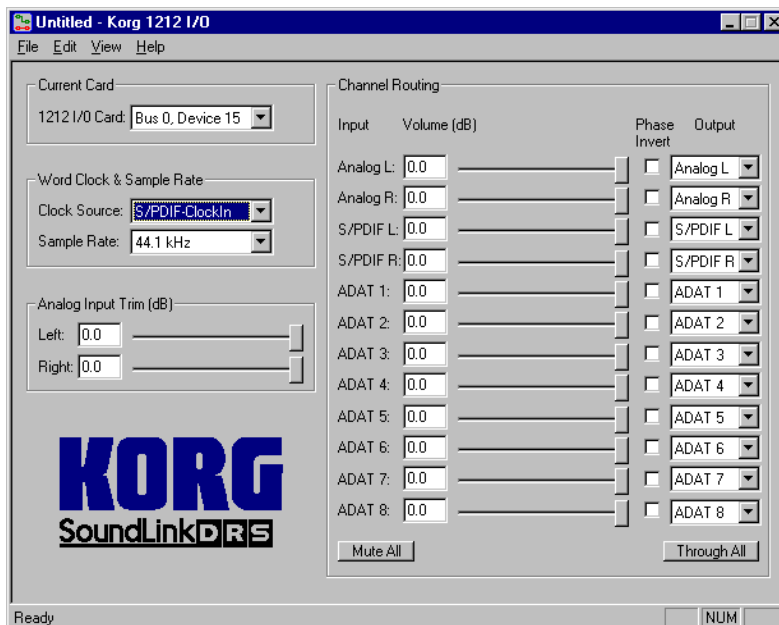 Untitled - Korg 1212 I/O
File Edit View Help
Current Card
1212 I/O Card: Bus 0, Device 15
Word Clock & Sample Rate
Clock Source: S/PDIF-ClockIn
Sample Rate: 44.1 kHz
Analog Input Trim (dB)
Left: 0.0
Right: 0.0
KORG
SoundLink DRS
Channel Routing
Input Volume (dB) Phase Invert Output
Analog L: 0.0 Analog L
Analog R: 0.0 Analog R
S/PDIF L: 0.0 S/PDIF L
S/PDIF R: 0.0 S/PDIF R
ADAT 1: 0.0 ADAT 1
ADAT 2: 0.0 ADAT 2
ADAT 3: 0.0 ADAT 3
ADAT 4: 0.0 ADAT 4
ADAT 5: 0.0 ADAT 5
ADAT 6: 0.0 ADAT 6
ADAT 7: 0.0 ADAT 7
ADAT 8: 0.0 ADAT 8
Mute All Through All
Ready NUM